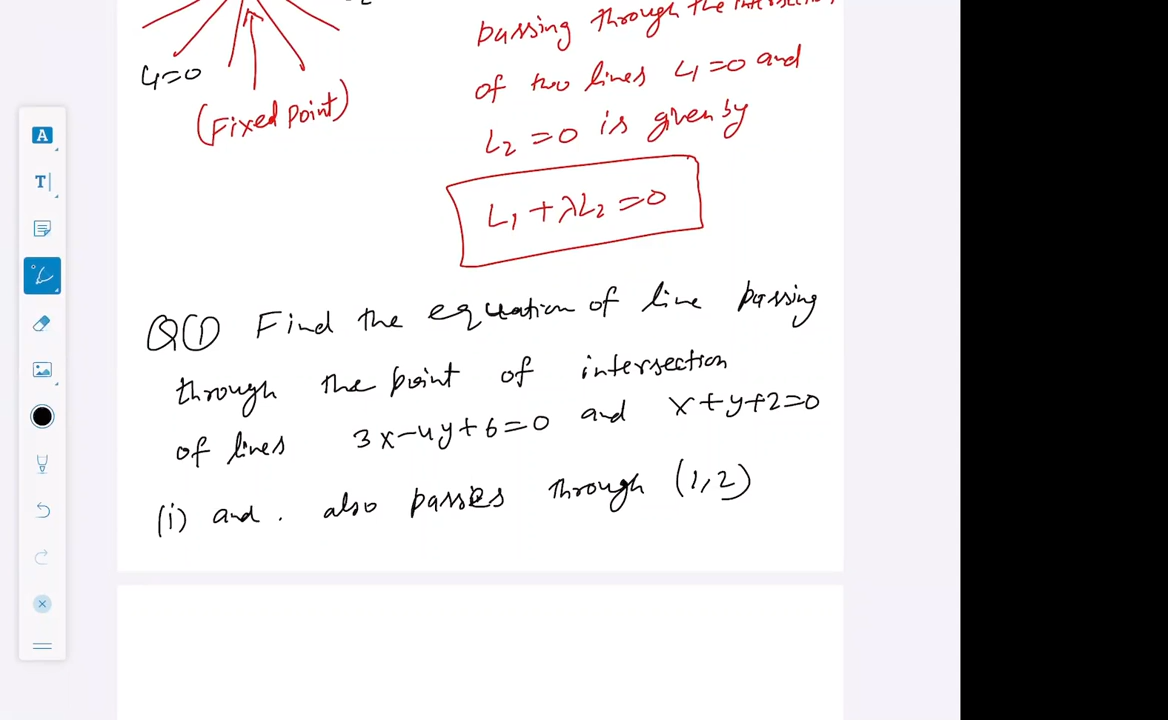 L1=0
(Fixed Point)
passing through the intersection
of two lines L1=0 and
L2=0 is given by
L1+λL2=0
Q(1) Find the equation of line passing
through the point of intersection
of lines 3x-4y+6=0 and x+y+2=0
(i) and. also passes through (1,2)